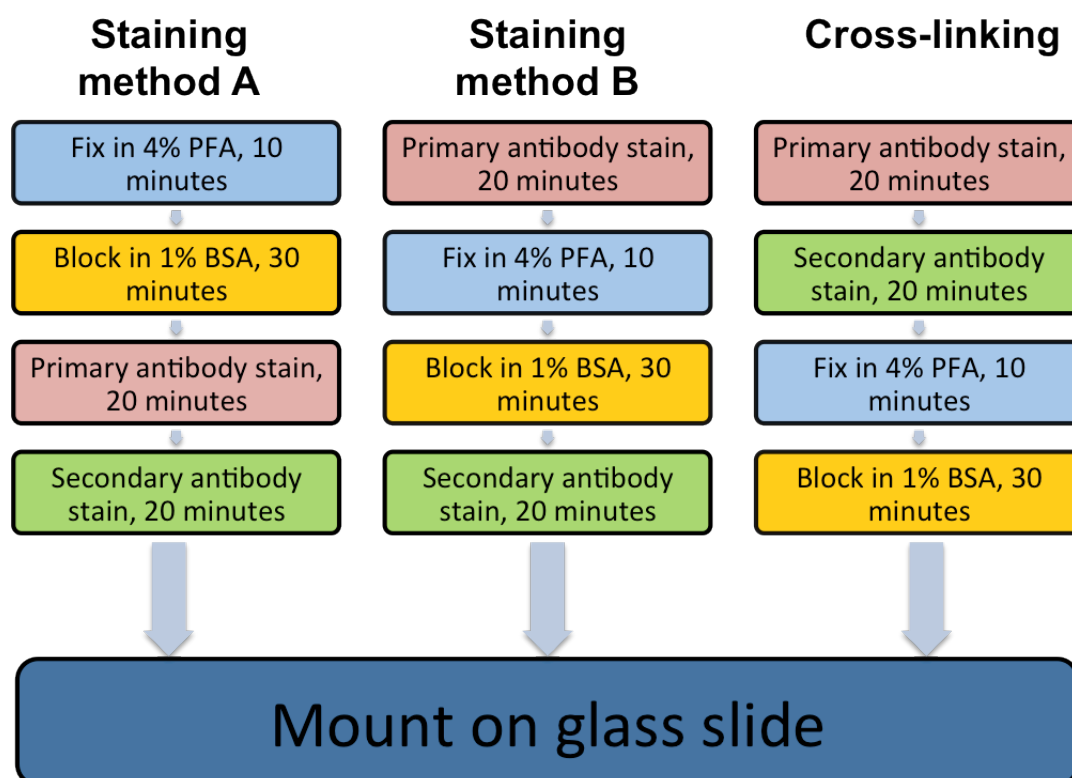 Staining
method A
Fix in 4% PFA, 10
minutes
Block in 1% BSA, 30
minutes
Primary antibody stain,
20 minutes
Secondary antibody
stain, 20 minutes
Staining
method B
Primary antibody stain,
20 minutes
Fix in 4% PFA, 10
minutes
Block in 1% BSA, 30
minutes
Secondary antibody
stain, 20 minutes
Cross-linking
Primary antibody stain,
20 minutes
Secondary antibody
stain, 20 minutes
Fix in 4% PFA, 10
minutes
Block in 1% BSA, 30
minutes
Mount on glass slide